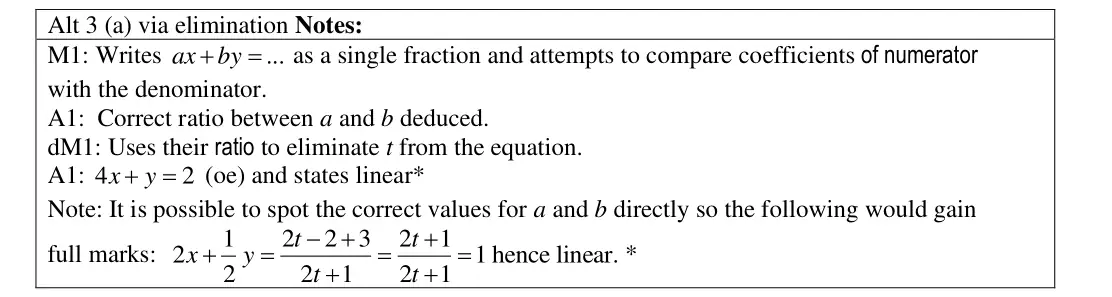 Alt 3 (a) via elimination Notes:
M1: Writes ax + by = ... as a single fraction and attempts to compare coefficients of numerator
with the denominator.
A1: Correct ratio between a and b deduced.
dM1: Uses their ratio to eliminate t from the equation.
A1: 4x + y = 2 (oe) and states linear*
Note: It is possible to spot the correct values for a and b directly so the following would gain
full marks: 2x + 1/2 y = (2t − 2 + 3)/(2t + 1) = (2t + 1)/(2t + 1) = 1 hence linear. *